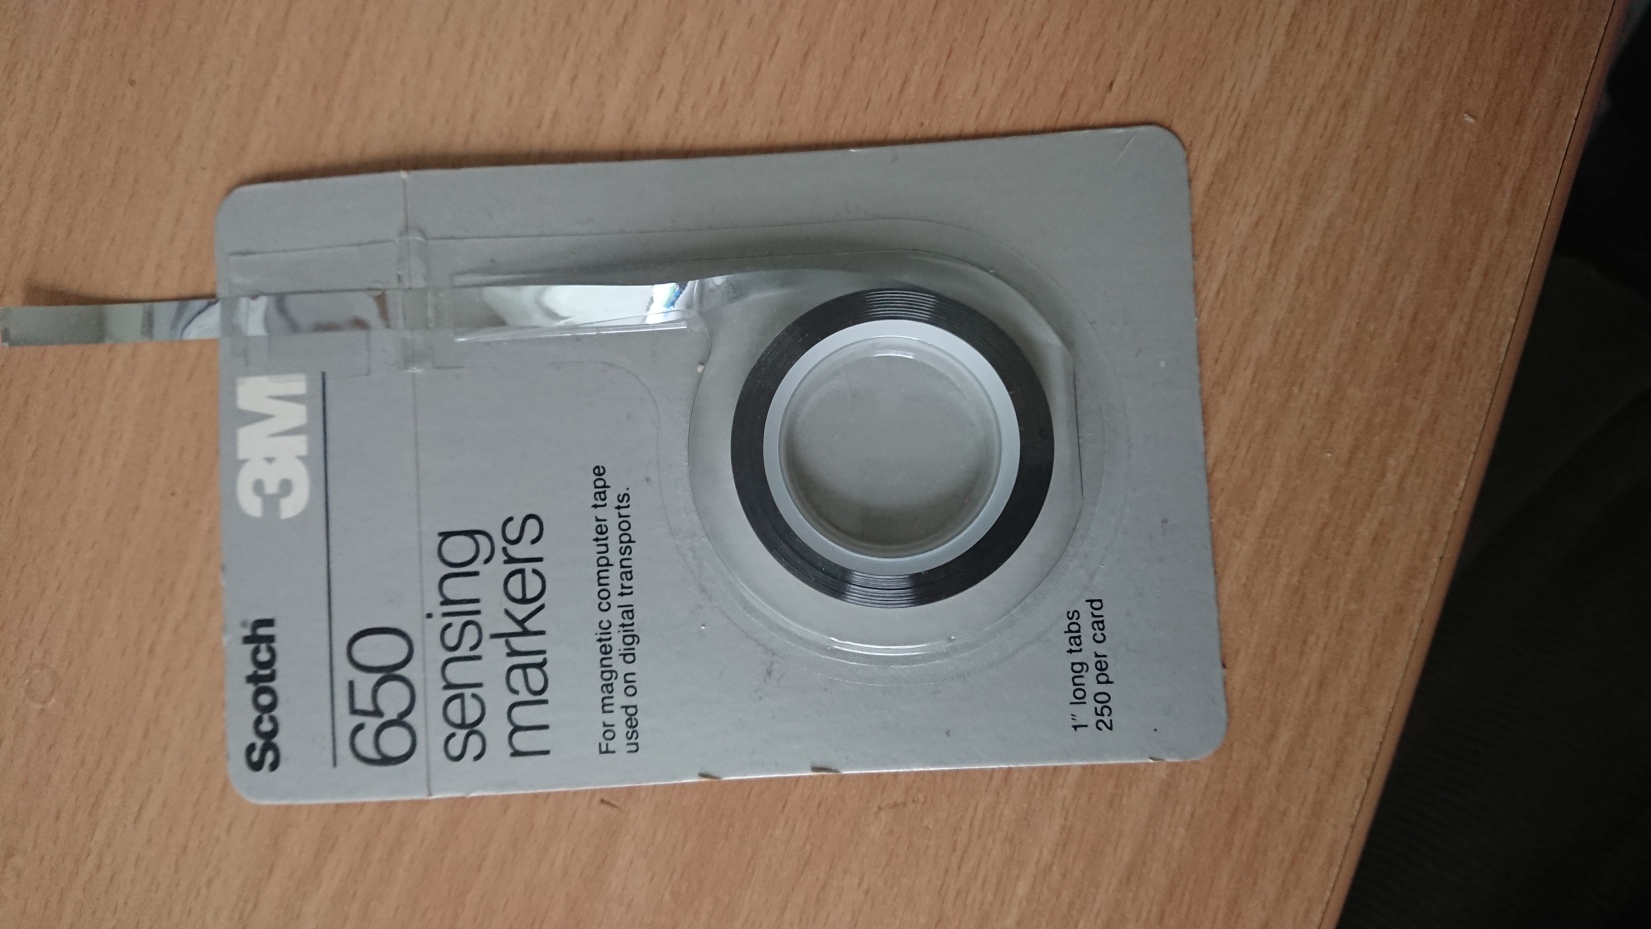 Scotch 3M
650
sensing
markers
For magnetic computer tape
used on digital transports.
1" long tabs
250 per card